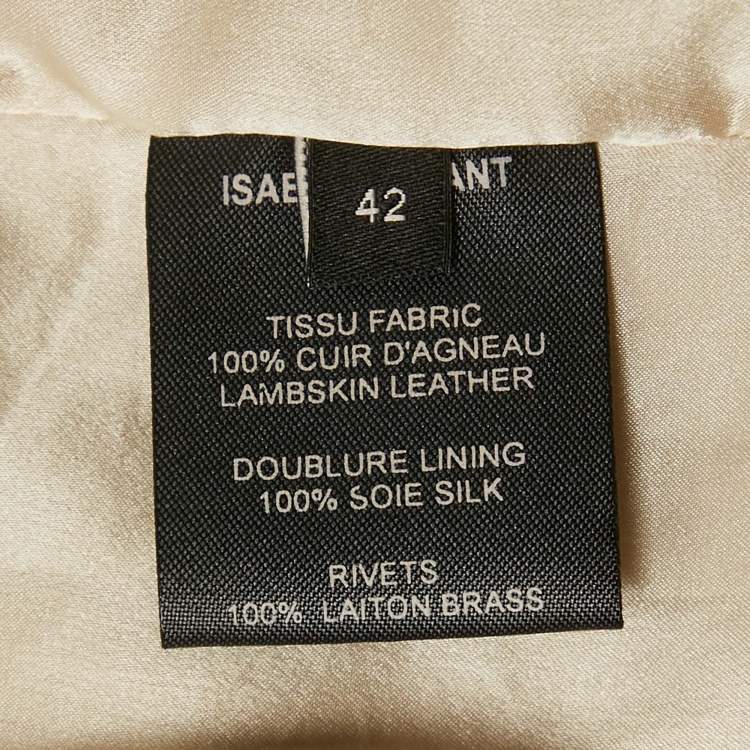 42
TISSU FABRIC
100% CUIR D'AGNEAU
LAMBSKIN LEATHER
DOUBLURE LINING
100% SOIE SILK
RIVETS
100% LAITON BRASS